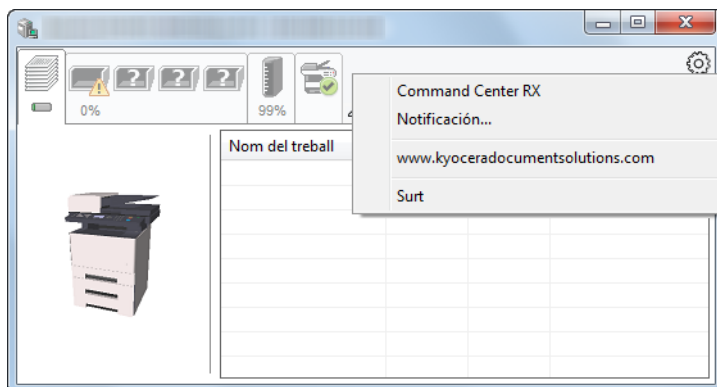 0%
99%
Nom del treball
Command Center RX
Notificación...
www.kyoceradocumentsolutions.com
Surt